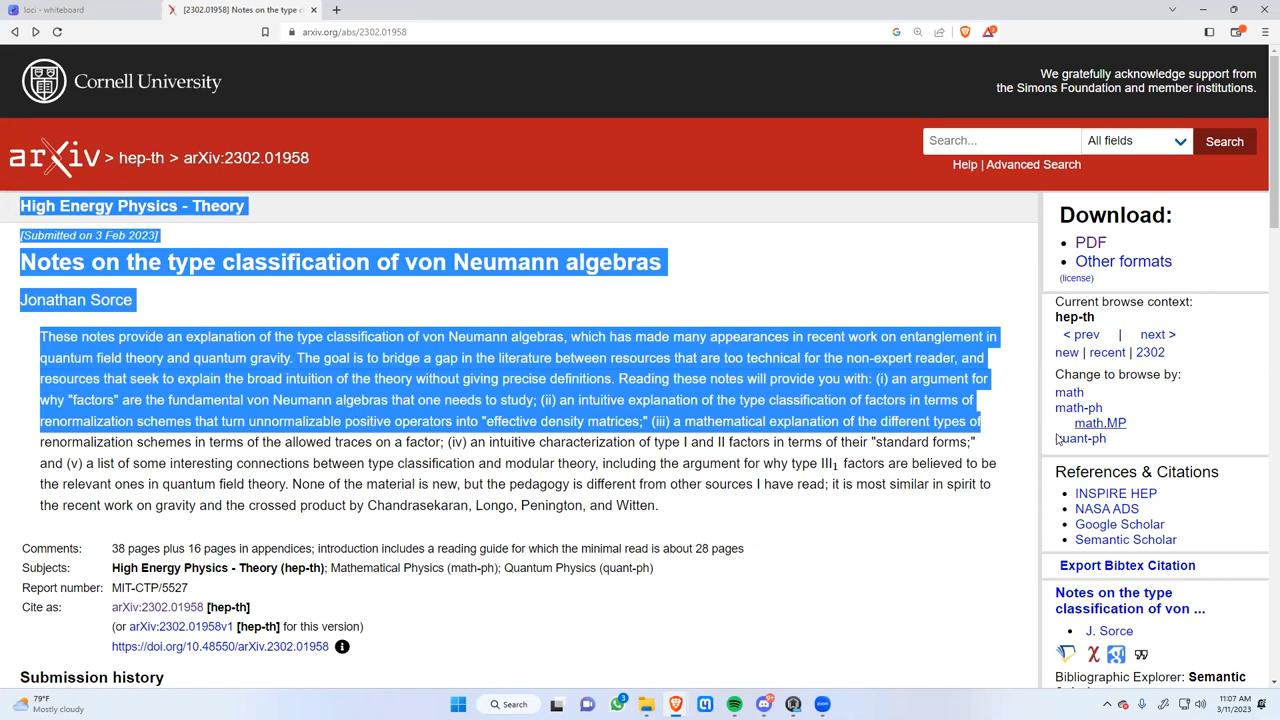 loci - whiteboard
[2302.01958] Notes on the type c
arxiv.org/abs/2302.01958
Cornell University
We gratefully acknowledge support from
the Simons Foundation and member institutions.
arXiv > hep-th > arXiv:2302.01958
Search...
All fields
Search
Help | Advanced Search
High Energy Physics - Theory
[Submitted on 3 Feb 2023]
Notes on the type classification of von Neumann algebras
Jonathan Sorce
These notes provide an explanation of the type classification of von Neumann algebras, which has made many appearances in recent work on entanglement in
quantum field theory and quantum gravity. The goal is to bridge a gap in the literature between resources that are too technical for the non-expert reader, and
resources that seek to explain the broad intuition of the theory without giving precise definitions. Reading these notes will provide you with: (i) an argument for
why "factors" are the fundamental von Neumann algebras that one needs to study; (ii) an intuitive explanation of the type classification of factors in terms of
renormalization schemes that turn unnormalizable positive operators into "effective density matrices;" (iii) a mathematical explanation of the different types of
renormalization schemes in terms of the allowed traces on a factor; (iv) an intuitive characterization of type I and II factors in terms of their "standard forms;"
and (v) a list of some interesting connections between type classification and modular theory, including the argument for why type III₁ factors are believed to be
the relevant ones in quantum field theory. None of the material is new, but the pedagogy is different from other sources I have read; it is most similar in spirit to
the recent work on gravity and the crossed product by Chandrasekaran, Longo, Penington, and Witten.
Comments: 38 pages plus 16 pages in appendices; introduction includes a reading guide for which the minimal read is about 28 pages
Subjects: High Energy Physics - Theory (hep-th); Mathematical Physics (math-ph); Quantum Physics (quant-ph)
Report number: MIT-CTP/5527
Cite as: arXiv:2302.01958 [hep-th]
(or arXiv:2302.01958v1 [hep-th] for this version)
https://doi.org/10.48550/arXiv.2302.01958
Submission history
Download:
PDF
Other formats
(license)
Current browse context:
hep-th
< prev | next >
new | recent | 2302
Change to browse by:
math
math-ph
math.MP
quant-ph
References & Citations
INSPIRE HEP
NASA ADS
Google Scholar
Semantic Scholar
Export Bibtex Citation
Notes on the type
classification of von ...
J. Sorce
Bibliographic Explorer: Semantic
79°F
Mostly cloudy
Search
3
11:07 AM
3/11/2023